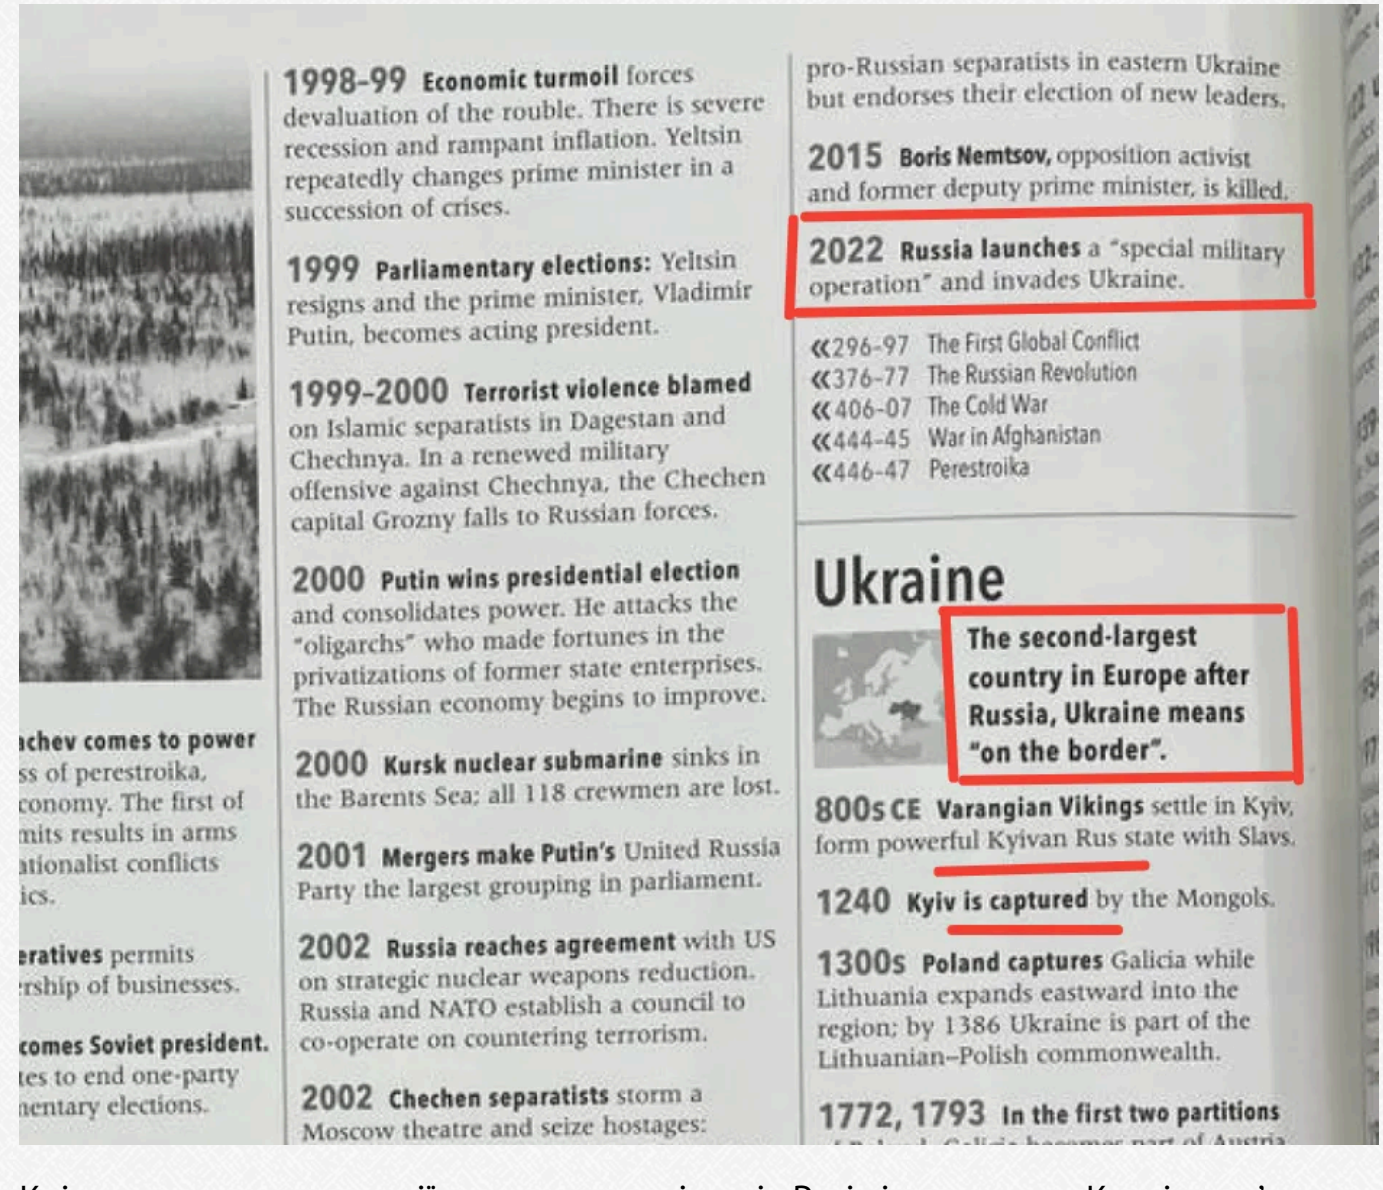 achev comes to power
ss of perestroika,
conomy. The first of
mits results in arms
ationalist conflicts
ics.
eratives permits
rship of businesses.
comes Soviet president.
tes to end one-party
mentary elections.
1998–99 Economic turmoil forces
devaluation of the rouble. There is severe
recession and rampant inflation. Yeltsin
repeatedly changes prime minister in a
succession of crises.
1999 Parliamentary elections: Yeltsin
resigns and the prime minister, Vladimir
Putin, becomes acting president.
1999–2000 Terrorist violence blamed
on Islamic separatists in Dagestan and
Chechnya. In a renewed military
offensive against Chechnya, the Chechen
capital Grozny falls to Russian forces.
2000 Putin wins presidential election
and consolidates power. He attacks the
"oligarchs" who made fortunes in the
privatizations of former state enterprises.
The Russian economy begins to improve.
2000 Kursk nuclear submarine sinks in
the Barents Sea; all 118 crewmen are lost.
2001 Mergers make Putin's United Russia
Party the largest grouping in parliament.
2002 Russia reaches agreement with US
on strategic nuclear weapons reduction.
Russia and NATO establish a council to
co-operate on countering terrorism.
2002 Chechen separatists storm a
Moscow theatre and seize hostages:
pro-Russian separatists in eastern Ukraine
but endorses their election of new leaders.
2015 Boris Nemtsov, opposition activist
and former deputy prime minister, is killed.
2022 Russia launches a "special military
operation" and invades Ukraine.
«296–97 The First Global Conflict
«376–77 The Russian Revolution
«406–07 The Cold War
«444–45 War in Afghanistan
«446–47 Perestroika
Ukraine
The second-largest
country in Europe after
Russia, Ukraine means
"on the border".
800s CE Varangian Vikings settle in Kyiv,
form powerful Kyivan Rus state with Slavs.
1240 Kyiv is captured by the Mongols.
1300s Poland captures Galicia while
Lithuania expands eastward into the
region; by 1386 Ukraine is part of the
Lithuanian–Polish commonwealth.
1772, 1793 In the first two partitions